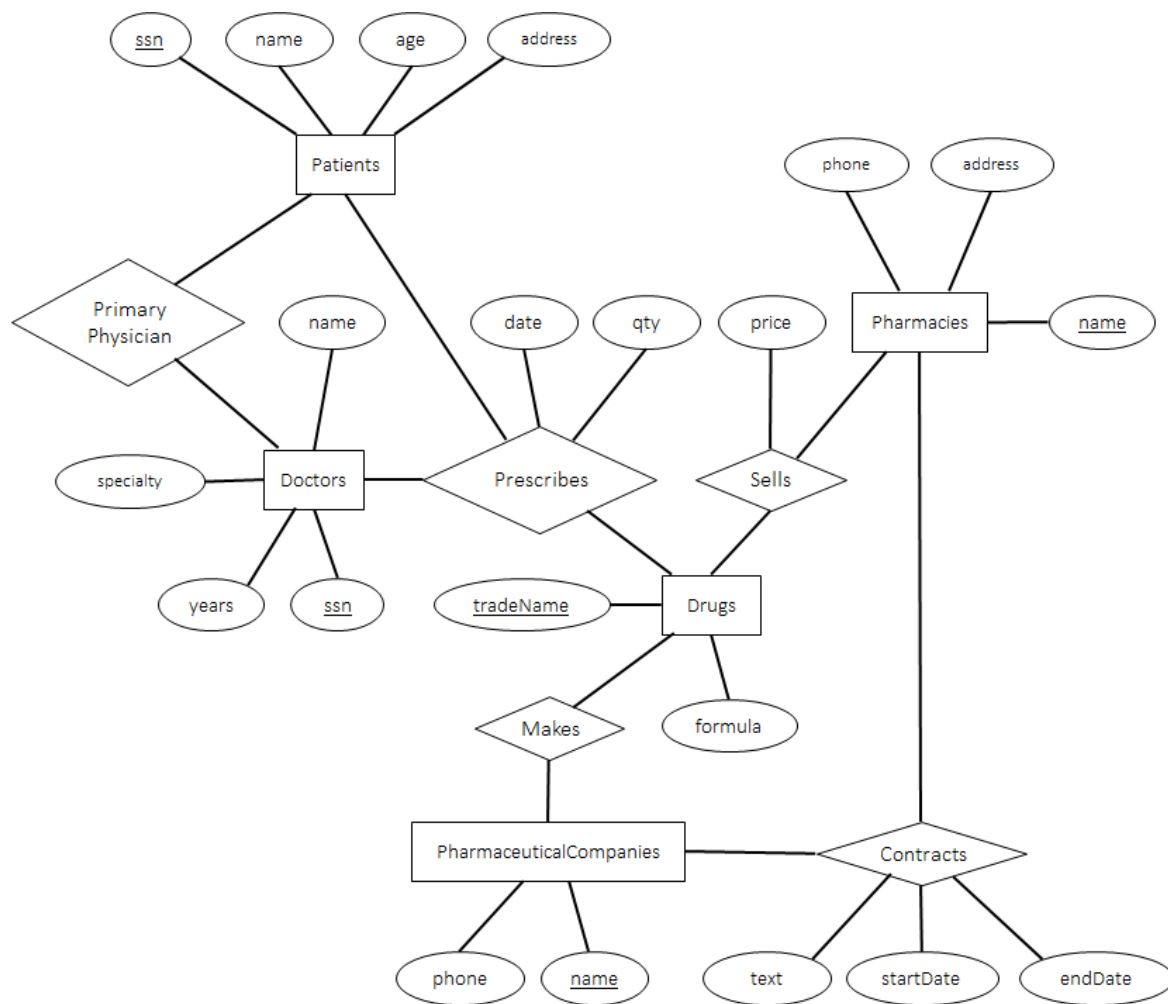 ssn
name
age
address
Patients
phone
address
Primary
Physician
name
date
qty
price
Pharmacies
name
specialty
Doctors
Prescribes
Sells
years
ssn
tradeName
Drugs
Makes
formula
PharmaceuticalCompanies
Contracts
phone
name
text
startDate
endDate